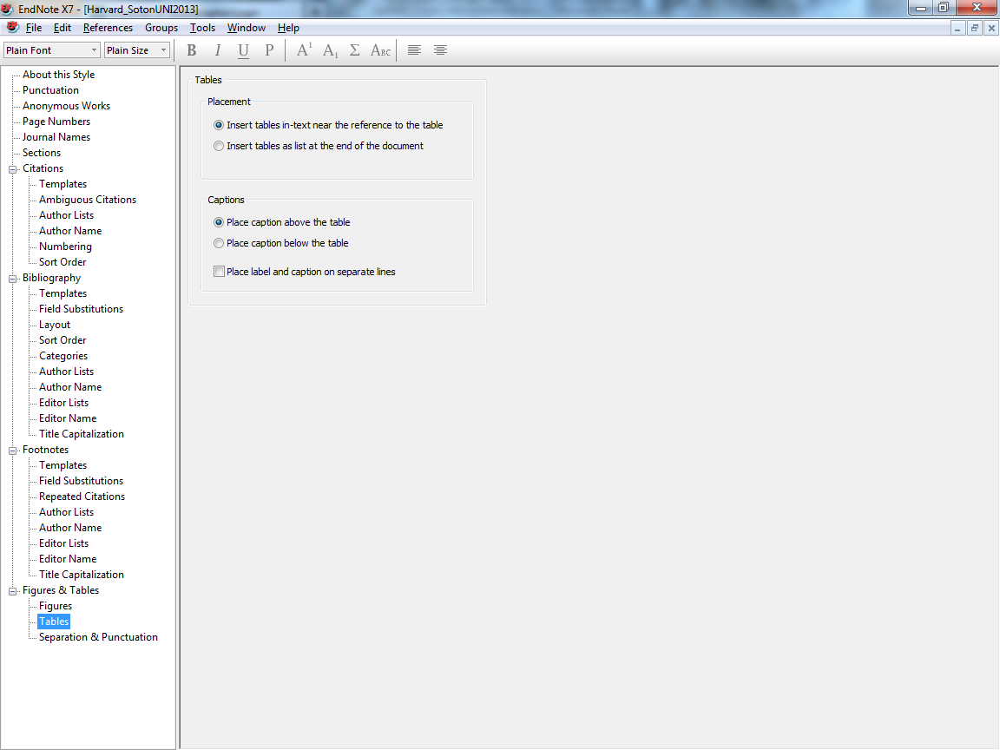 EndNote X7 - [Harvard_SotonUNI2013]
File Edit References Groups Tools Window Help
Plain Font Plain Size B I U P A1 A1 Σ ABC
About this Style
Punctuation
Anonymous Works
Page Numbers
Journal Names
Sections
Citations
Templates
Ambiguous Citations
Author Lists
Author Name
Numbering
Sort Order
Bibliography
Templates
Field Substitutions
Layout
Sort Order
Categories
Author Lists
Author Name
Editor Lists
Editor Name
Title Capitalization
Footnotes
Templates
Field Substitutions
Repeated Citations
Author Lists
Author Name
Editor Lists
Editor Name
Title Capitalization
Figures & Tables
Figures
Tables
Separation & Punctuation
Tables
Placement
Insert tables in-text near the reference to the table
Insert tables as list at the end of the document
Captions
Place caption above the table
Place caption below the table
Place label and caption on separate lines